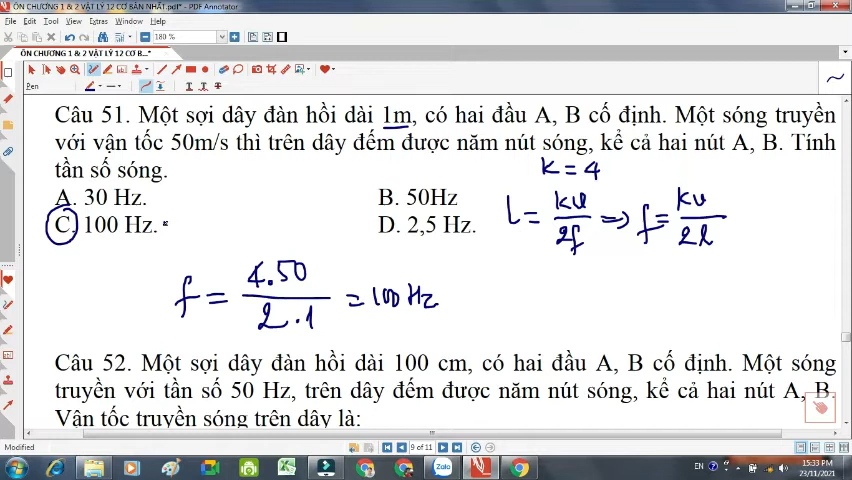 ÔN CHƯƠNG 1 & 2 VẬT LÝ 12 CƠ BẢN NHẤT.pdf* - PDF Annotator
File Edit Tool View Extras Window Help
180 %
ÔN CHƯƠNG 1 & 2 VẬT LÝ 12 CƠ B...*
Pen
Câu 51. Một sợi dây đàn hồi dài 1m, có hai đầu A, B cố định. Một sóng truyền
với vận tốc 50m/s thì trên dây đếm được năm nút sóng, kể cả hai nút A, B. Tính
tần số sóng.
K = 4
A. 30 Hz. B. 50Hz
C. 100 Hz. D. 2,5 Hz.
l = kv/2f => f = kv/2l
f = 4.50/2.1 = 100 Hz
Câu 52. Một sợi dây đàn hồi dài 100 cm, có hai đầu A, B cố định. Một sóng
truyền với tần số 50 Hz, trên dây đếm được năm nút sóng, kể cả hai nút A, B.
Vận tốc truyền sóng trên dây là:
Modified
9 of 11
Zalo
EN
15:33 PM
23/11/2021